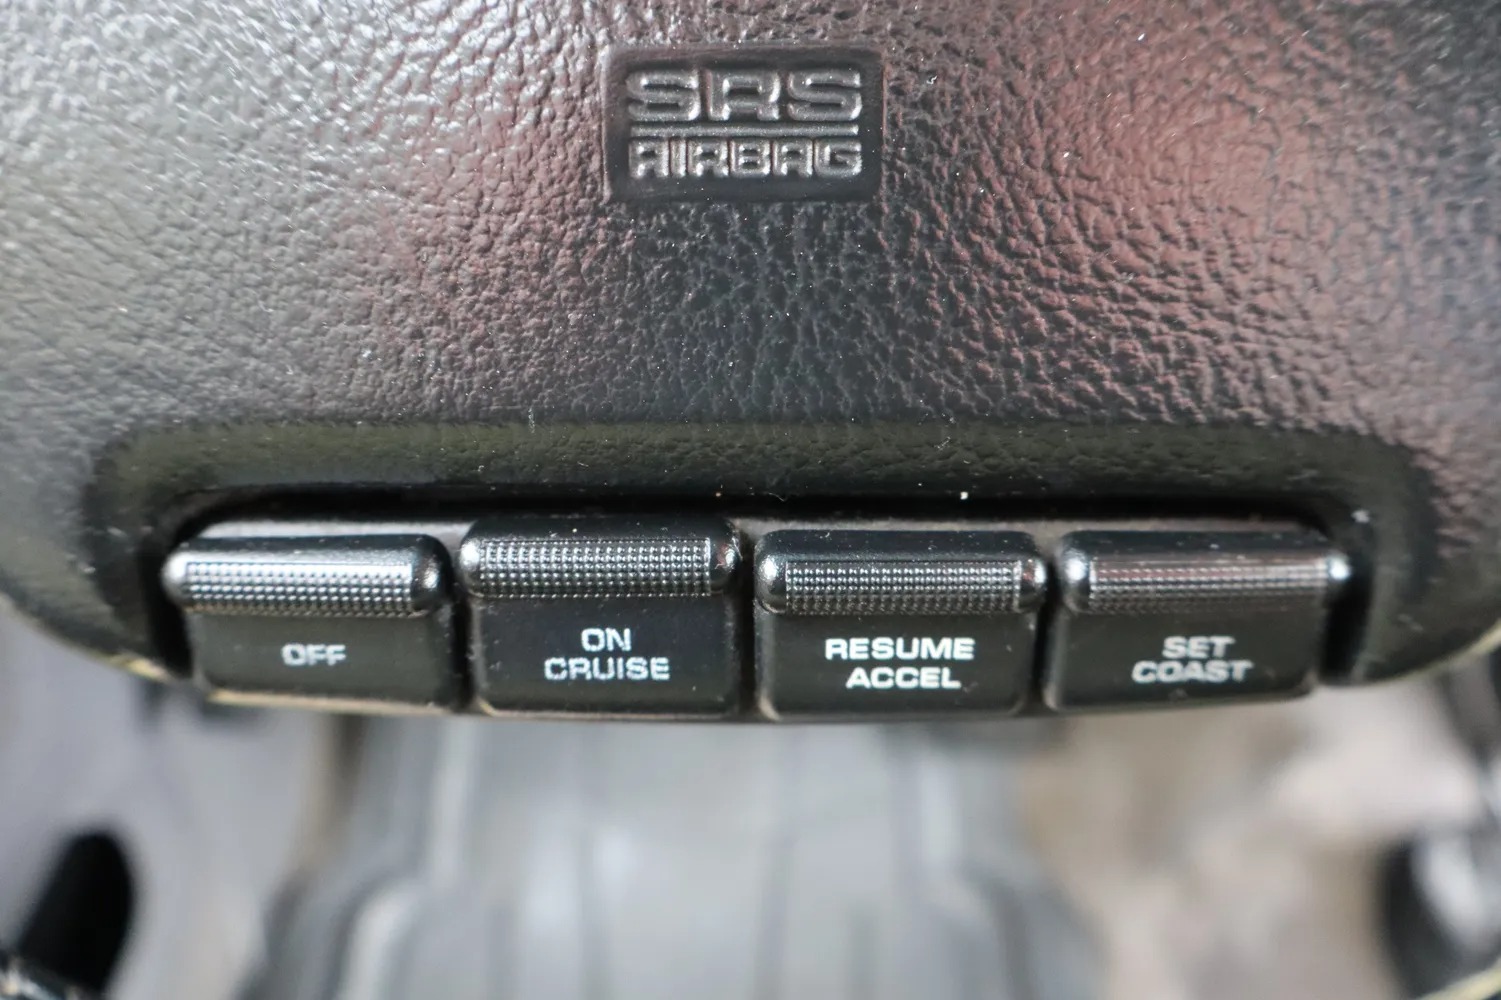 SRS
AIRBAG
OFF
ON
CRUISE
RESUME
ACCEL
SET
COAST